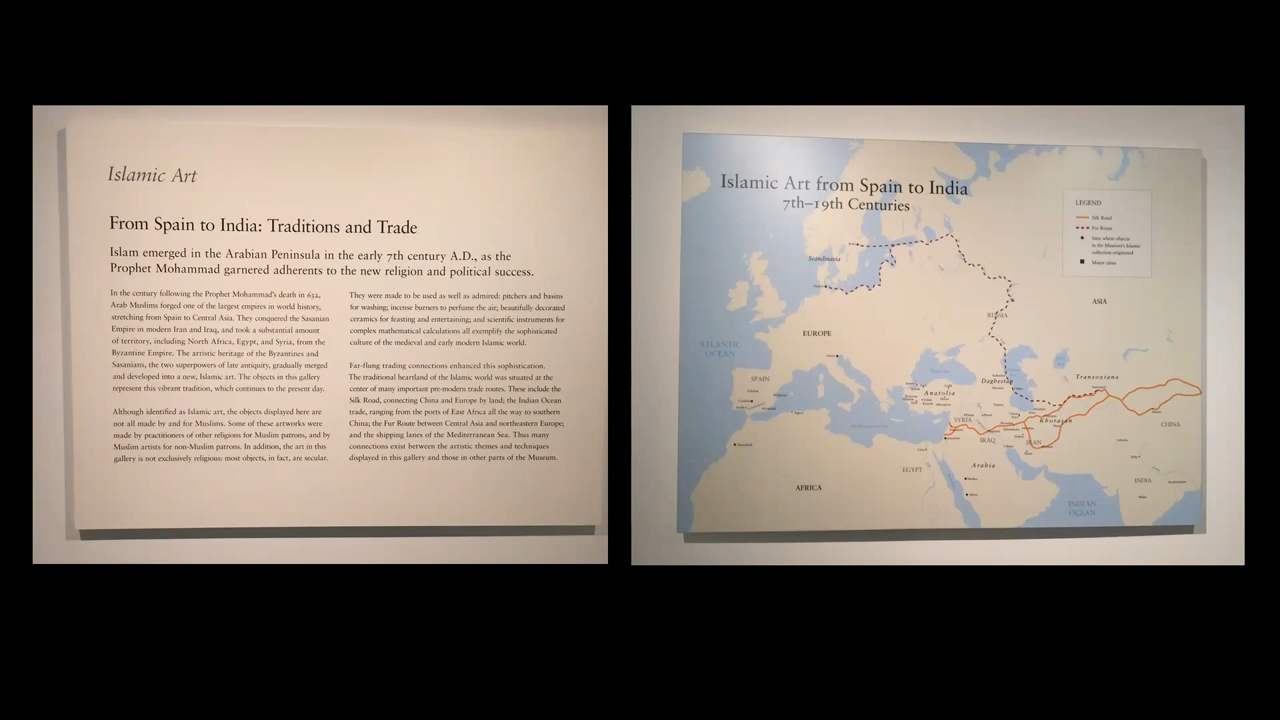 Islamic Art
From Spain to India: Traditions and Trade
Islam emerged in the Arabian Peninsula in the early 7th century A.D., as the
Prophet Mohammad garnered adherents to the new religion and political success.
In the century following the Prophet Mohammad's death in 632,
Arab Muslims forged one of the largest empires in world history,
stretching from Spain to Central Asia. They conquered the Sasanian
Empire in modern Iran and Iraq, and took a substantial amount
of territory, including North Africa, Egypt, and Syria, from the
Byzantine Empire. The artistic heritage of the Byzantines and
Sasanians, the two superpowers of late antiquity, gradually merged
and developed into a new, Islamic art. The objects in this gallery
represent this vibrant tradition, which continues to the present day.
Although identified as Islamic art, the objects displayed here are
not all made by and for Muslims. Some of these artworks were
made by practitioners of other religions for Muslim patrons, and by
Muslim artists for non-Muslim patrons. In addition, the art in this
gallery is not exclusively religious: most objects, in fact, are secular.
They were made to be used as well as admired: pitchers and basins
for washing; incense burners to perfume the air; beautifully decorated
ceramics for feasting and entertaining; and scientific instruments for
complex mathematical calculations all exemplify the sophisticated
culture of the medieval and early modern Islamic world.
Far-flung trading connections enhanced this sophistication.
The traditional heartland of the Islamic world was situated at the
center of many important pre-modern trade routes. These include the
Silk Road, connecting China and Europe by land; the Indian Ocean
trade, ranging from the ports of East Africa all the way to southern
China; the Fur Route between Central Asia and northeastern Europe;
and the shipping lanes of the Mediterranean Sea. Thus many
connections exist between the artistic themes and techniques
displayed in this gallery and those in other parts of the Museum.
Islamic Art from Spain to India
7th–19th Centuries
LEGEND
Silk Road
Fur Route
Sites where objects
in the Museum's Islamic
collection originated
Major cities
Scandinavia
ASIA
RUSSIA
EUROPE
ATLANTIC
OCEAN
SPAIN
Daghestan
Transoxiana
Anatolia
SYRIA
Khorasan
CHINA
IRAQ
IRAN
Arabia
EGYPT
INDIA
AFRICA
INDIAN
OCEAN